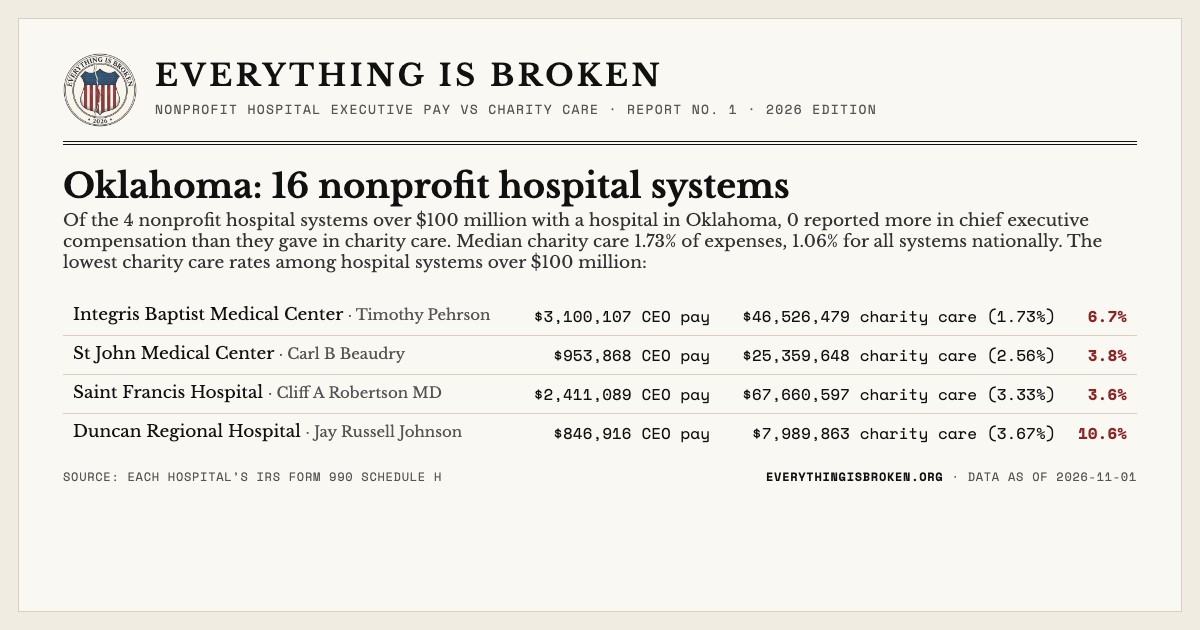 EVERYTHING IS BROKEN
· 2026 ·
EVERYTHING IS BROKEN
NONPROFIT HOSPITAL EXECUTIVE PAY VS CHARITY CARE · REPORT NO. 1 · 2026 EDITION
Oklahoma: 16 nonprofit hospital systems
Of the 4 nonprofit hospital systems over $100 million with a hospital in Oklahoma, 0 reported more in chief executive
compensation than they gave in charity care. Median charity care 1.73% of expenses, 1.06% for all systems nationally. The
lowest charity care rates among hospital systems over $100 million:
Integris Baptist Medical Center · Timothy Pehrson $3,100,107 CEO pay $46,526,479 charity care (1.73%) 6.7%
St John Medical Center · Carl B Beaudry $953,868 CEO pay $25,359,648 charity care (2.56%) 3.8%
Saint Francis Hospital · Cliff A Robertson MD $2,411,089 CEO pay $67,660,597 charity care (3.33%) 3.6%
Duncan Regional Hospital · Jay Russell Johnson $846,916 CEO pay $7,989,863 charity care (3.67%) 10.6%
SOURCE: EACH HOSPITAL'S IRS FORM 990 SCHEDULE H EVERYTHINGISBROKEN.ORG · DATA AS OF 2026-11-01